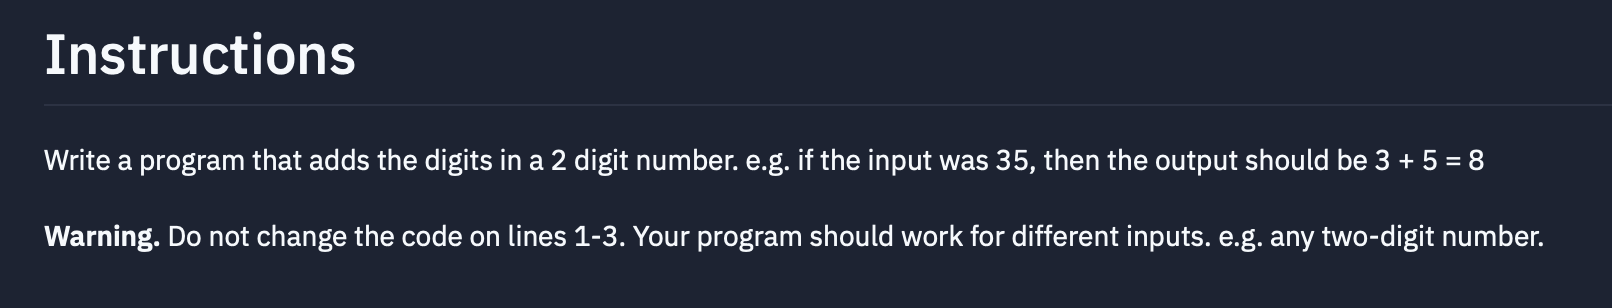 Instructions
Write a program that adds the digits in a 2 digit number. e.g. if the input was 35, then the output should be 3 + 5 = 8
Warning. Do not change the code on lines 1-3. Your program should work for different inputs. e.g. any two-digit number.